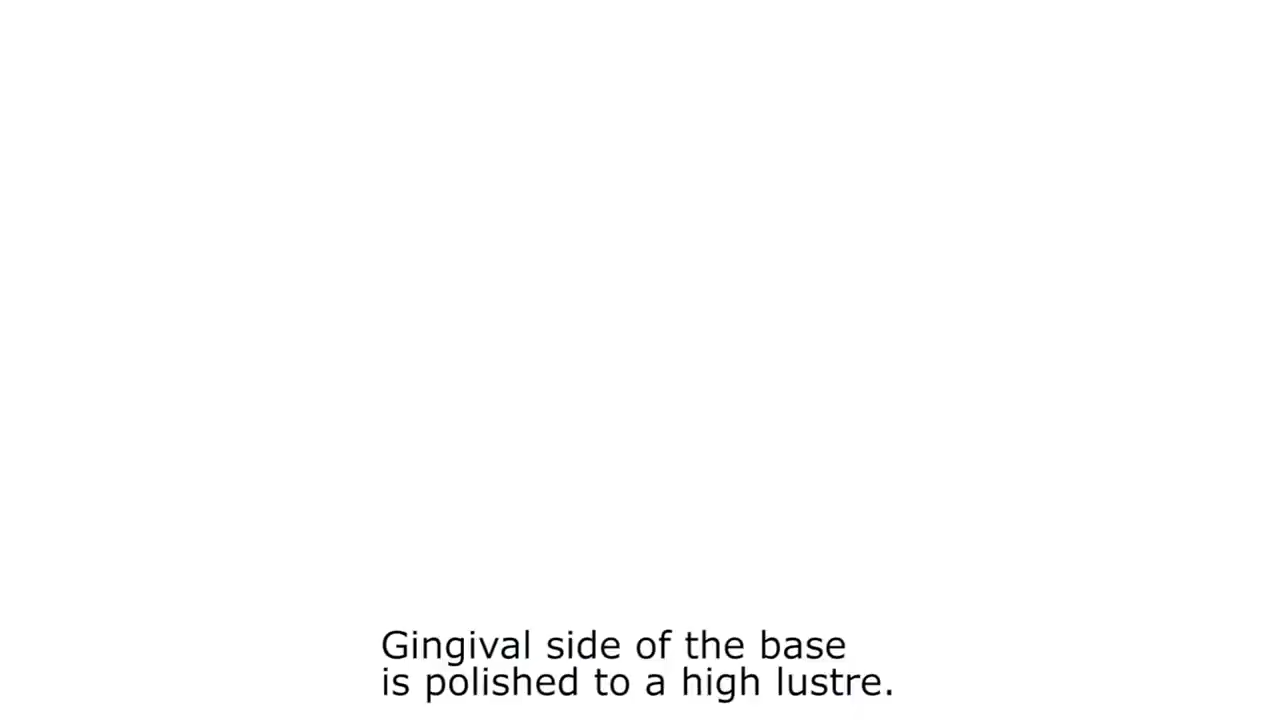 Gingival side of the base
is polished to a high lustre.